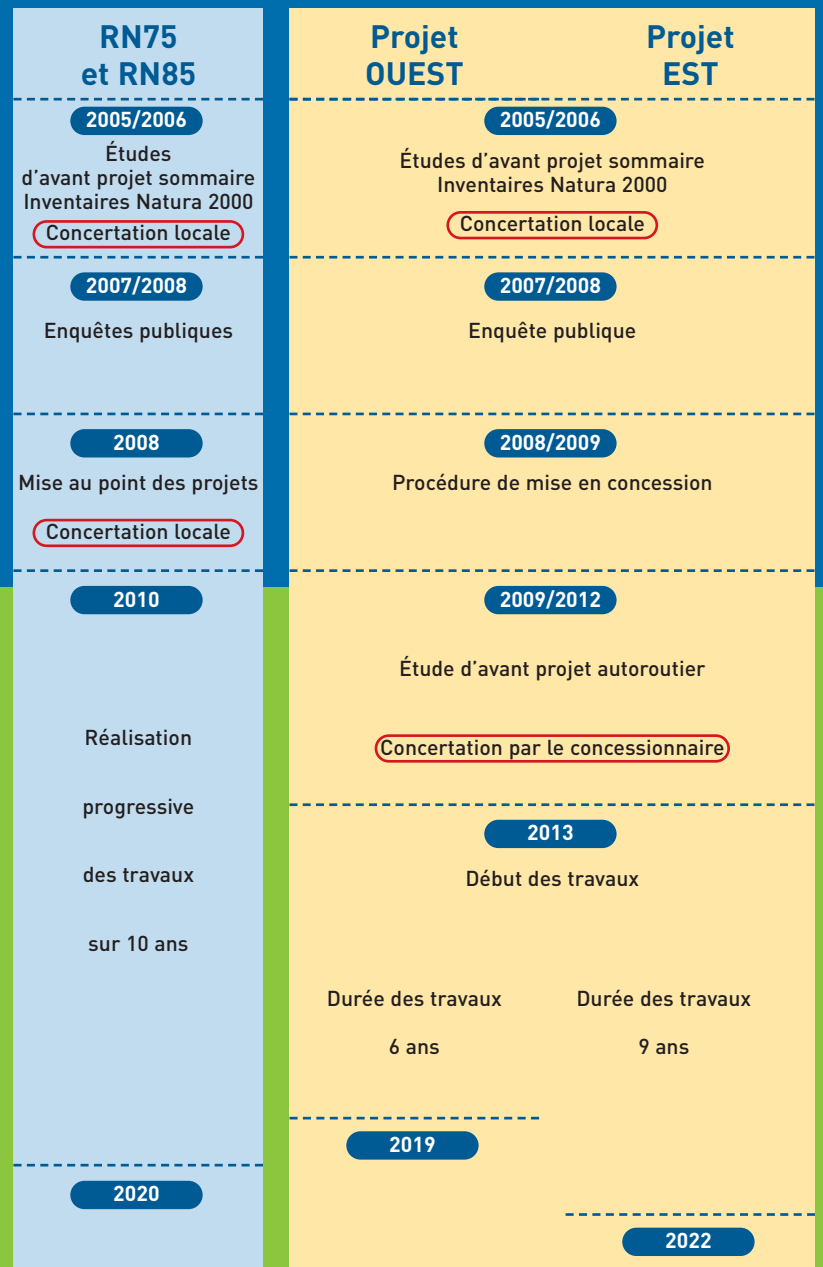 RN75
et RN85
2005/2006
Études
d'avant projet sommaire
Inventaires Natura 2000
Concertation locale
2007/2008
Enquêtes publiques
2008
Mise au point des projets
Concertation locale
2010
Réalisation
progressive
des travaux
sur 10 ans
2020
Projet
OUEST
Projet
EST
2005/2006
Études d'avant projet sommaire
Inventaires Natura 2000
Concertation locale
2007/2008
Enquête publique
2008/2009
Procédure de mise en concession
2009/2012
Étude d'avant projet autoroutier
Concertation par le concessionnaire
2013
Début des travaux
Durée des travaux
6 ans
2019
Durée des travaux
9 ans
2022